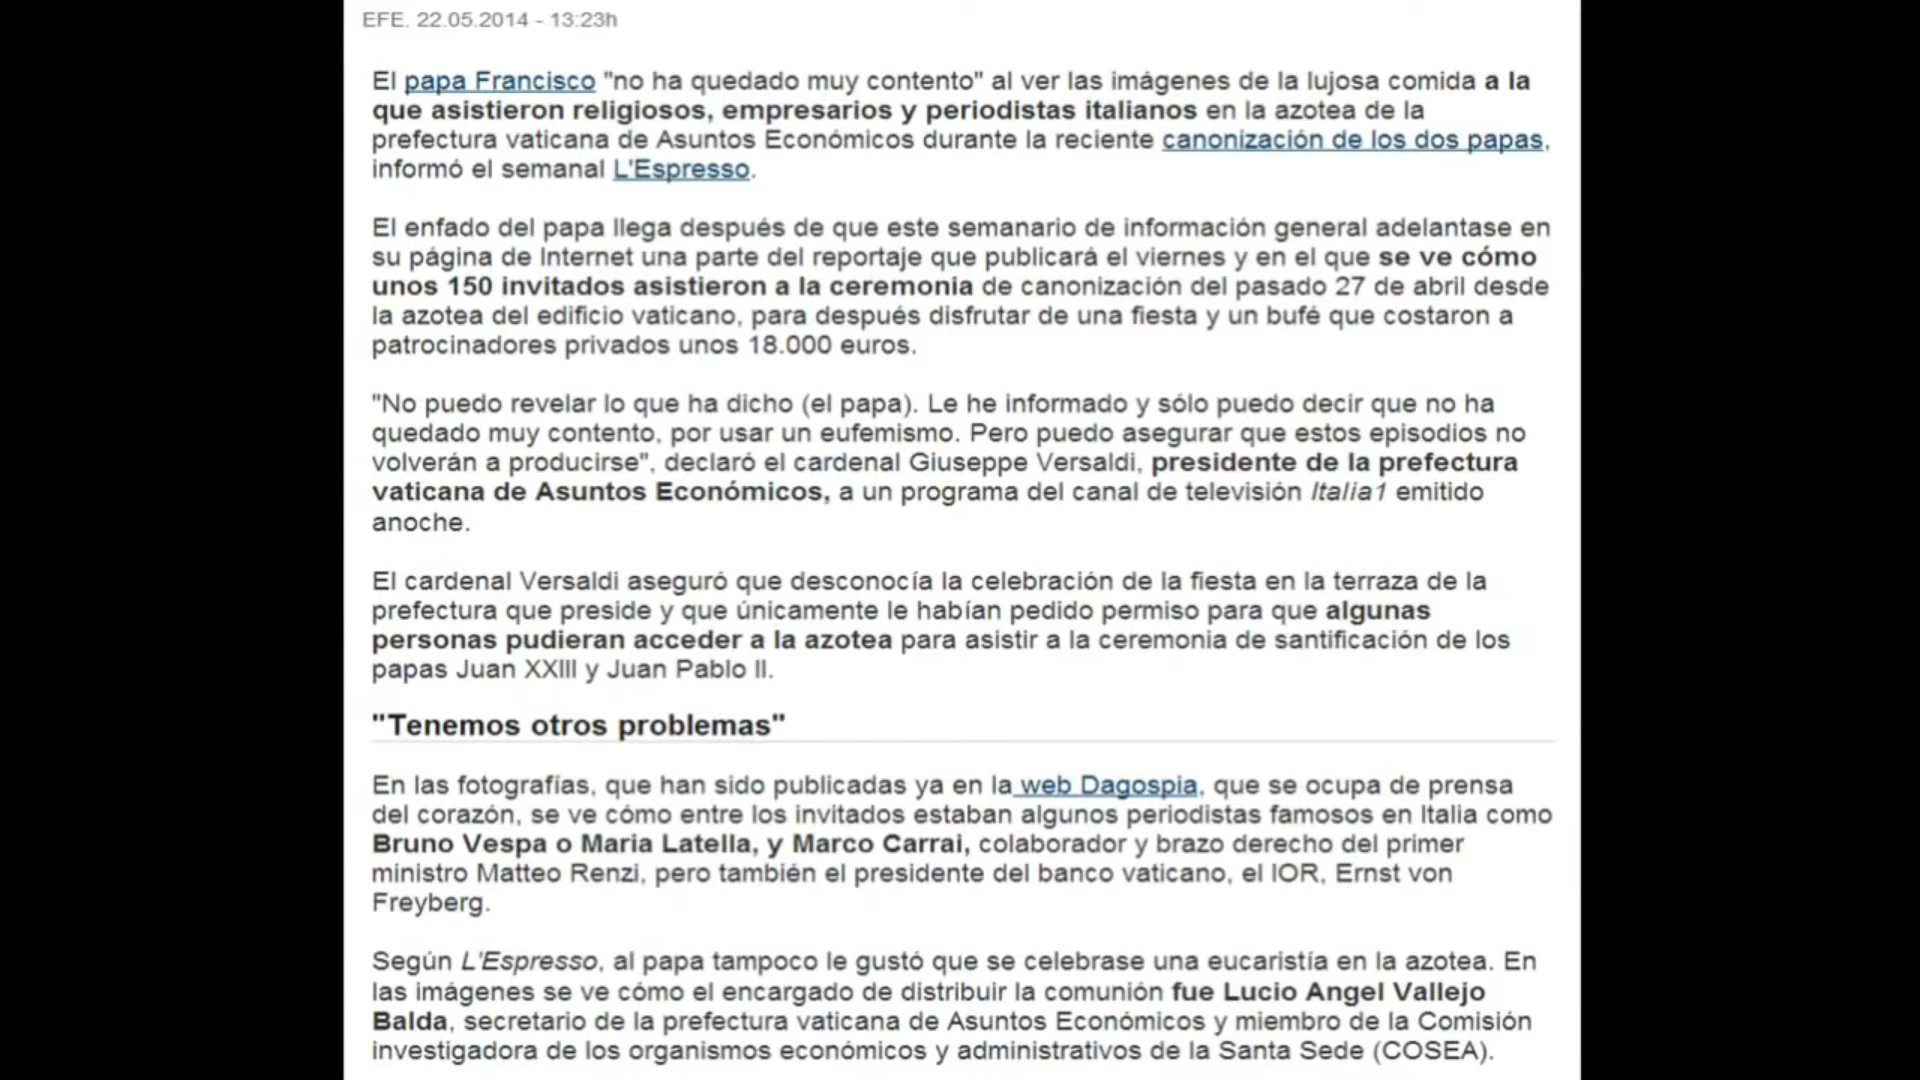 EFE. 22.05.2014 - 13:23h
El papa Francisco "no ha quedado muy contento" al ver las imágenes de la lujosa comida a la
que asistieron religiosos, empresarios y periodistas italianos en la azotea de la
prefectura vaticana de Asuntos Económicos durante la reciente canonización de los dos papas,
informó el semanal L'Espresso.
El enfado del papa llega después de que este semanario de información general adelantase en
su página de Internet una parte del reportaje que publicará el viernes y en el que se ve cómo
unos 150 invitados asistieron a la ceremonia de canonización del pasado 27 de abril desde
la azotea del edificio vaticano, para después disfrutar de una fiesta y un bufé que costaron a
patrocinadores privados unos 18.000 euros.
"No puedo revelar lo que ha dicho (el papa). Le he informado y sólo puedo decir que no ha
quedado muy contento, por usar un eufemismo. Pero puedo asegurar que estos episodios no
volverán a producirse", declaró el cardenal Giuseppe Versaldi, presidente de la prefectura
vaticana de Asuntos Económicos, a un programa del canal de televisión Italia1 emitido
anoche.
El cardenal Versaldi aseguró que desconocía la celebración de la fiesta en la terraza de la
prefectura que preside y que únicamente le habían pedido permiso para que algunas
personas pudieran acceder a la azotea para asistir a la ceremonia de santificación de los
papas Juan XXIII y Juan Pablo II.
"Tenemos otros problemas"
En las fotografías, que han sido publicadas ya en la web Dagospia, que se ocupa de prensa
del corazón, se ve cómo entre los invitados estaban algunos periodistas famosos en Italia como
Bruno Vespa o Maria Latella, y Marco Carrai, colaborador y brazo derecho del primer
ministro Matteo Renzi, pero también el presidente del banco vaticano, el IOR, Ernst von
Freyberg.
Según L'Espresso, al papa tampoco le gustó que se celebrase una eucaristía en la azotea. En
las imágenes se ve cómo el encargado de distribuir la comunión fue Lucio Angel Vallejo
Balda, secretario de la prefectura vaticana de Asuntos Económicos y miembro de la Comisión
investigadora de los organismos económicos y administrativos de la Santa Sede (COSEA).